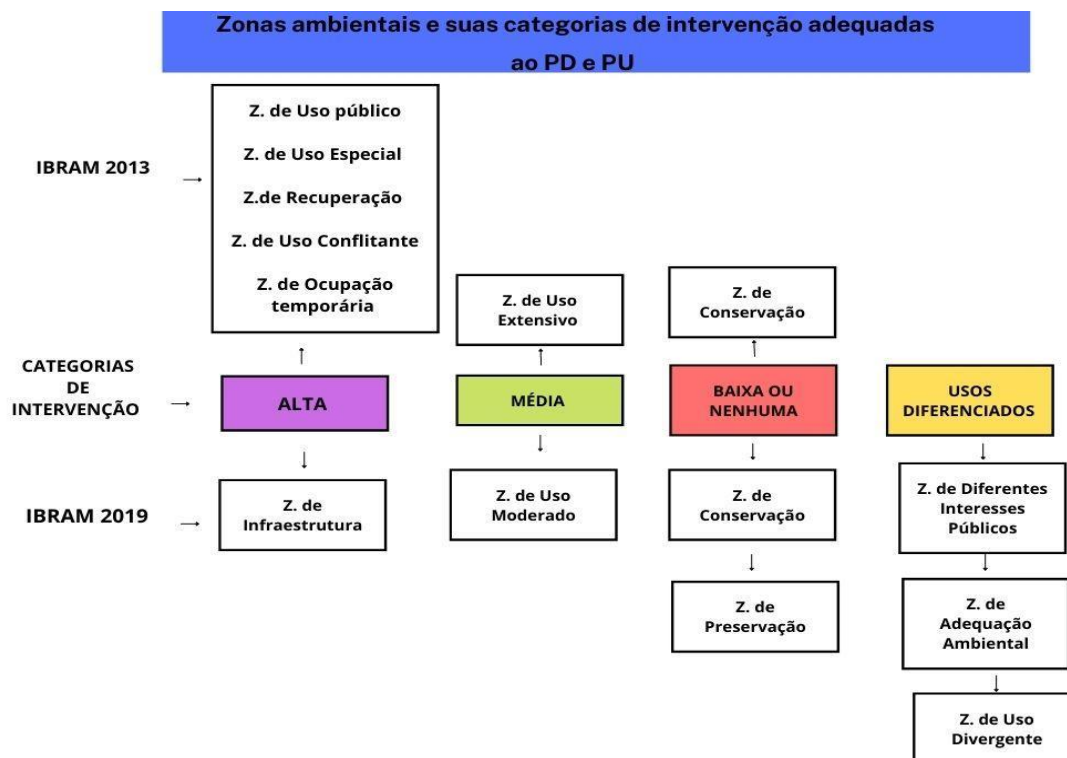 Zonas ambientais e suas categorias de intervenção adequadas
ao PD e PU
IBRAM 2013
Z. de Uso público
Z. de Uso Especial
Z.de Recuperação
Z. de Uso Conflitante
Z. de Ocupação
temporária
Z. de Uso
Extensivo
Z. de
Conservação
CATEGORIAS
DE
INTERVENÇÃO
ALTA
MÉDIA
BAIXA OU
NENHUMA
USOS
DIFERENCIADOS
IBRAM 2019
Z. de
Infraestrutura
Z. de Uso
Moderado
Z. de
Conservação
Z. de Diferentes
Interesses
Públicos
Z. de
Preservação
Z. de
Adequação
Ambiental
Z. de Uso
Divergente